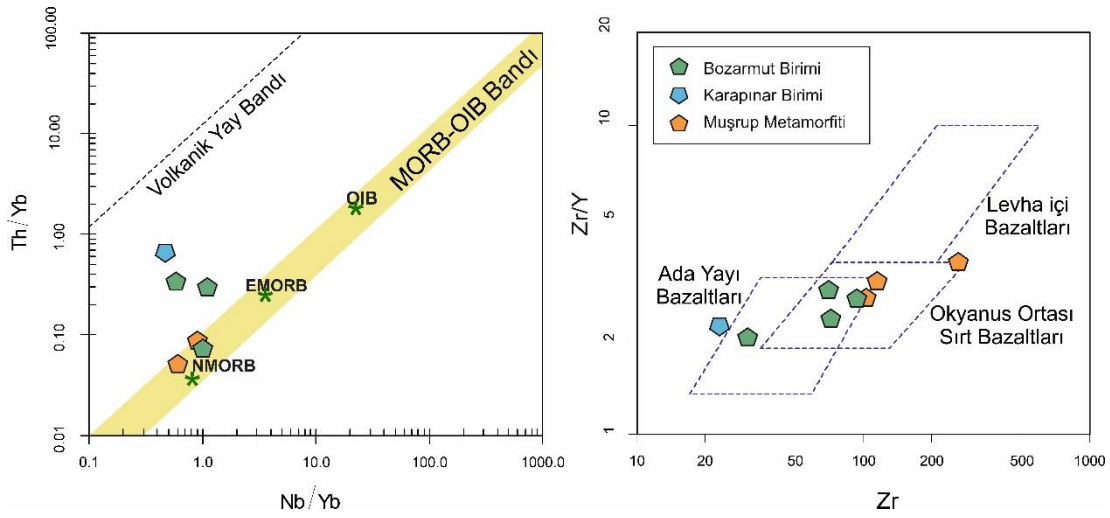 100.00
10.00
1.00
0.10
0.01
Th/Yb
Volkanik Yay Bandı
MORB-OIB Bandı
OIB
EMORB
NMORB
0.1
1.0
10.0
100.0
1000.0
Nb/Yb
20
10
5
2
1
Zr/Y
Bozarmut Birimi
Karapınar Birimi
Muşrup Metamorfiti
Levha içi
Bazaltları
Ada Yayı
Bazaltları
Okyanus Ortası
Sırt Bazaltları
10
20
50
100
200
500
1000
Zr